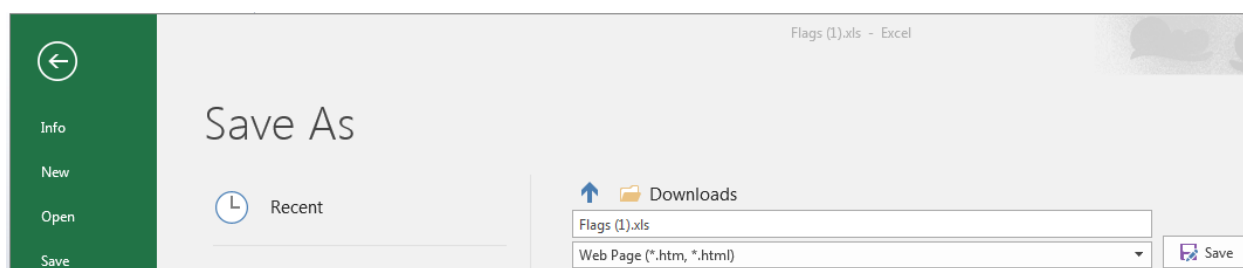 Flags (1).xls - Excel
Info
New
Open
Save
Save As
Recent
Downloads
Flags (1).xls
Web Page (*.htm, *.html)
Save